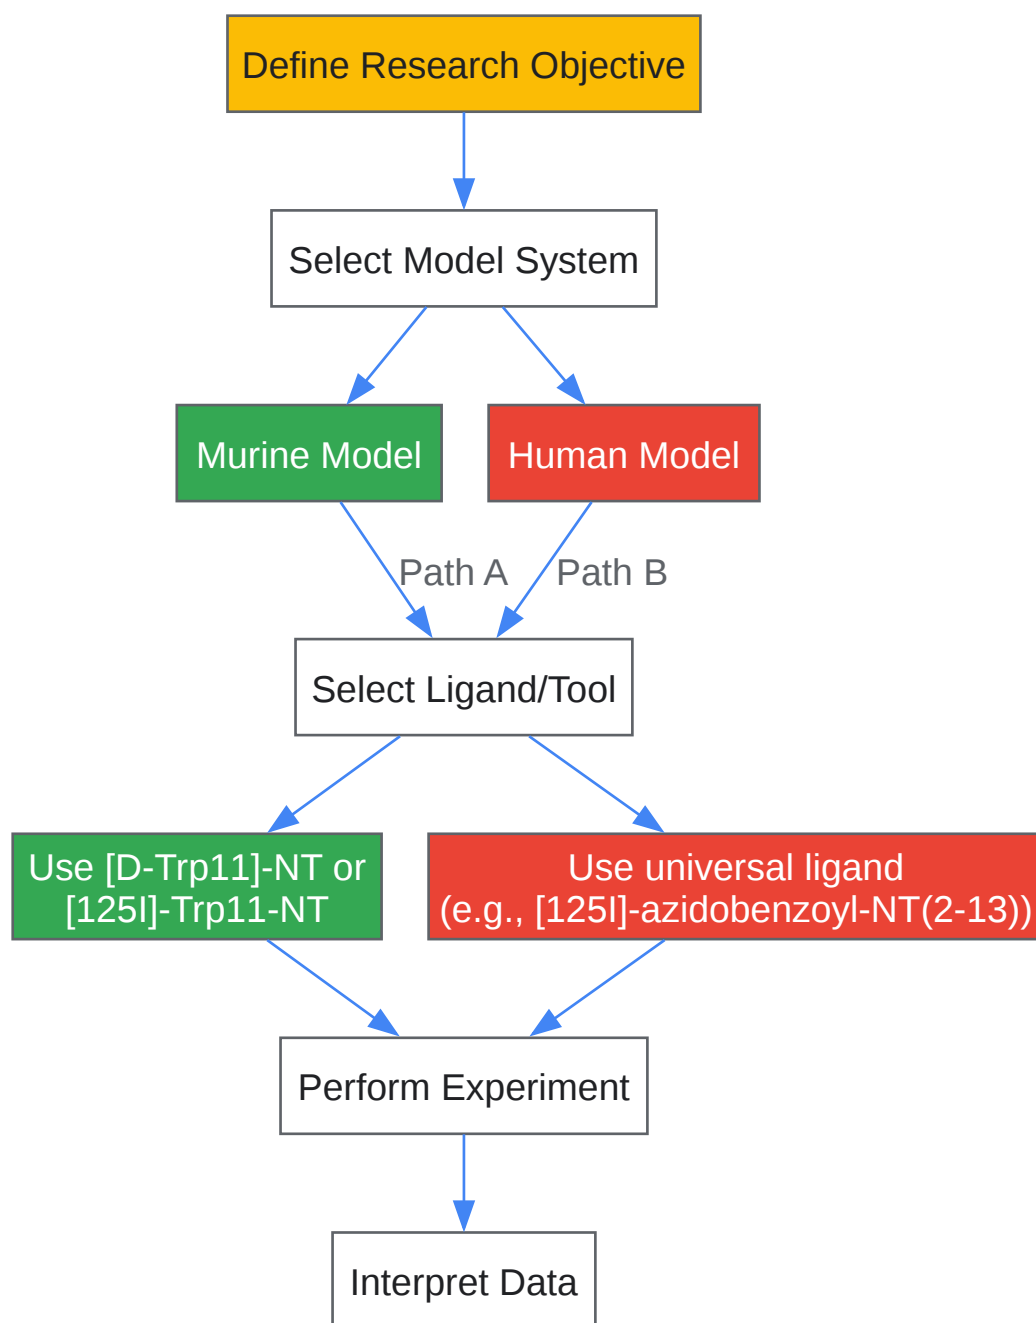 Define Research Objective
Select Model System
Murine Model
Human Model
Path A
Path B
Select Ligand/Tool
Use [D-Trp11]-NT or
[125I]-Trp11-NT
Use universal ligand
(e.g., [125I]-azidobenzoyl-NT(2-13))
Perform Experiment
Interpret Data